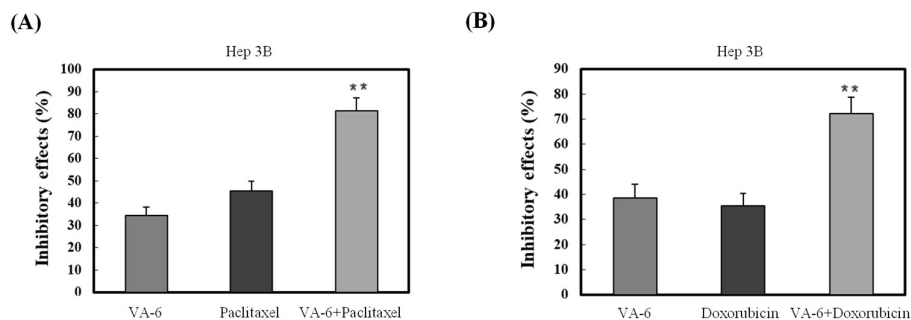 (A)
Hep 3B
Inhibitory effects (%)
100
90
80
70
60
50
40
30
20
10
0
**
VA-6 Paclitaxel VA-6+Paclitaxel
(B)
Hep 3B
Inhibitory effects (%)
90
80
70
60
50
40
30
20
10
0
**
VA-6 Doxorubicin VA-6+Doxorubicin